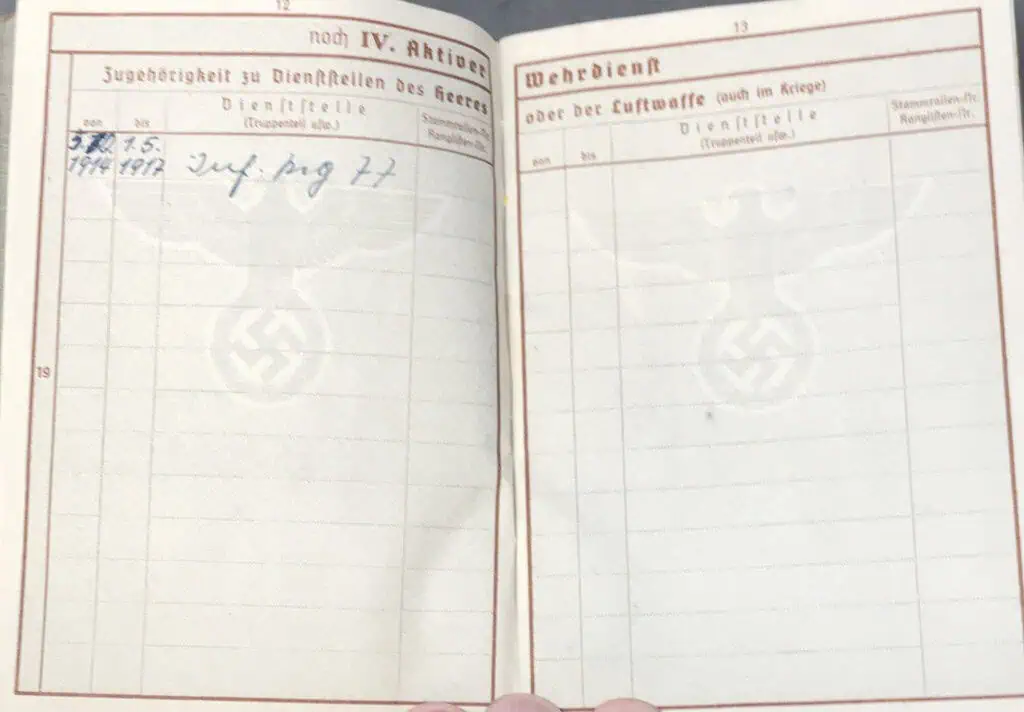 12
noch IV. Aktiver
Zugehörigkeit zu Dienststellen des Heeres
von
bis
Dienststelle
(Truppenteil usw.)
Stammrollen-Nr.
Ranglisten-Nr.
1.5.
1914 1917 Inf. Reg 77
19
13
Wehrdienst
oder der Luftwaffe (auch im Kriege)
von
bis
Dienststelle
(Truppenteil usw.)
Stammrollen-Nr.
Ranglisten-Nr.